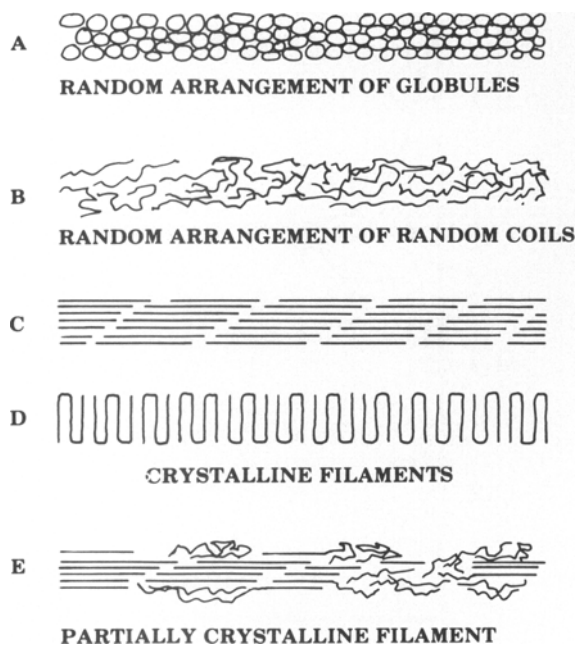 A
RANDOM ARRANGEMENT OF GLOBULES
B
RANDOM ARRANGEMENT OF RANDOM COILS
C
D
CRYSTALLINE FILAMENTS
E
PARTIALLY CRYSTALLINE FILAMENT